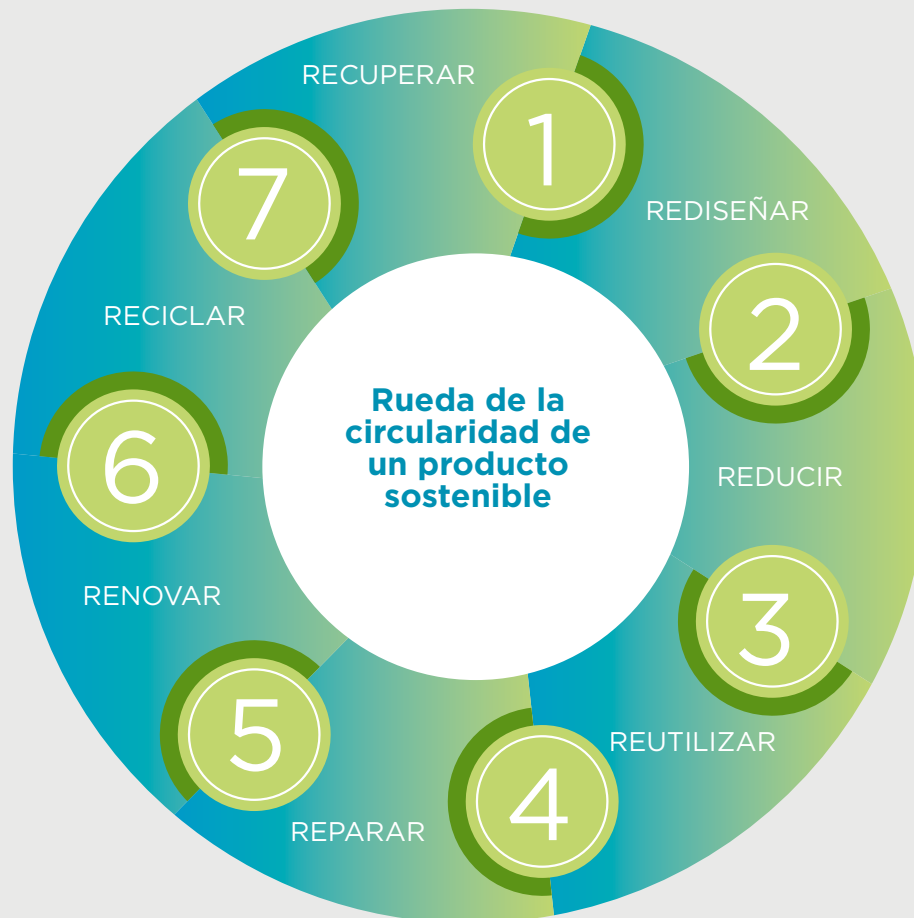 Rueda de la
circularidad de
un producto
sostenible
1
REDISEÑAR
2
REDUCIR
3
REUTILIZAR
4
REPARAR
5
RENOVAR
6
RECICLAR
7
RECUPERAR